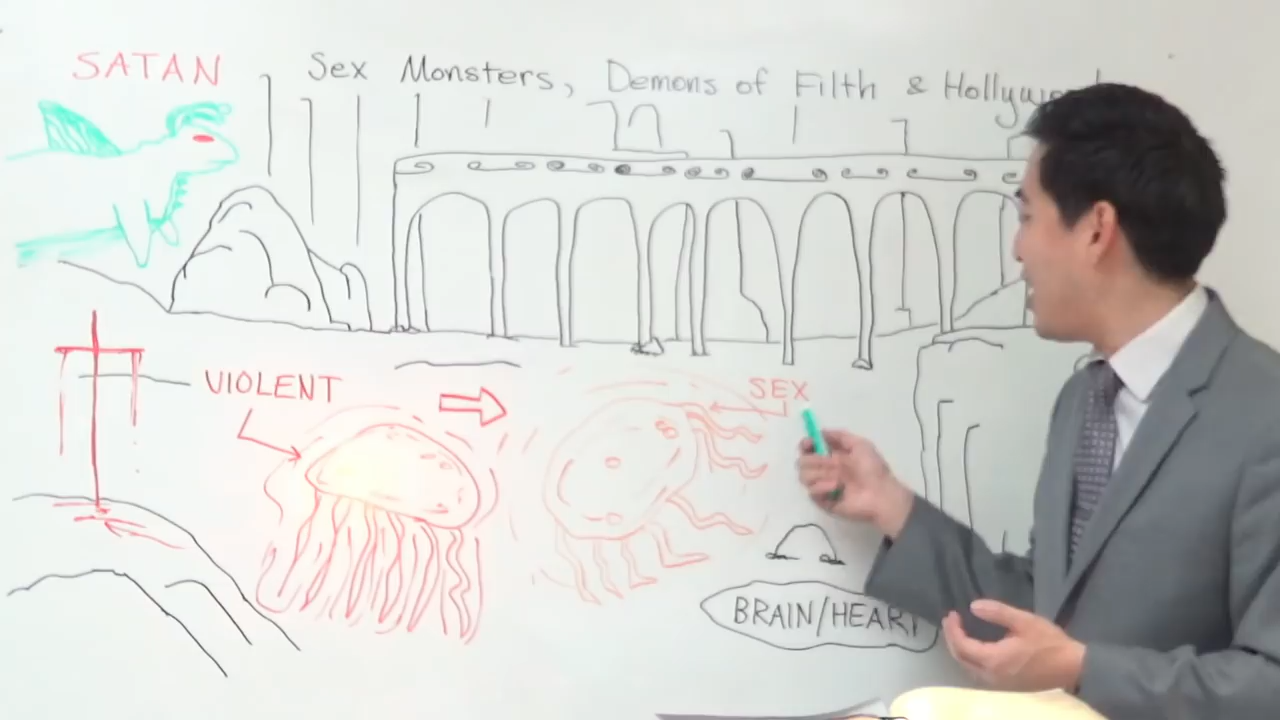 SATAN
Sex Monsters, Demons of Filth &
VIOLENT
SEX
BRAIN/HEART